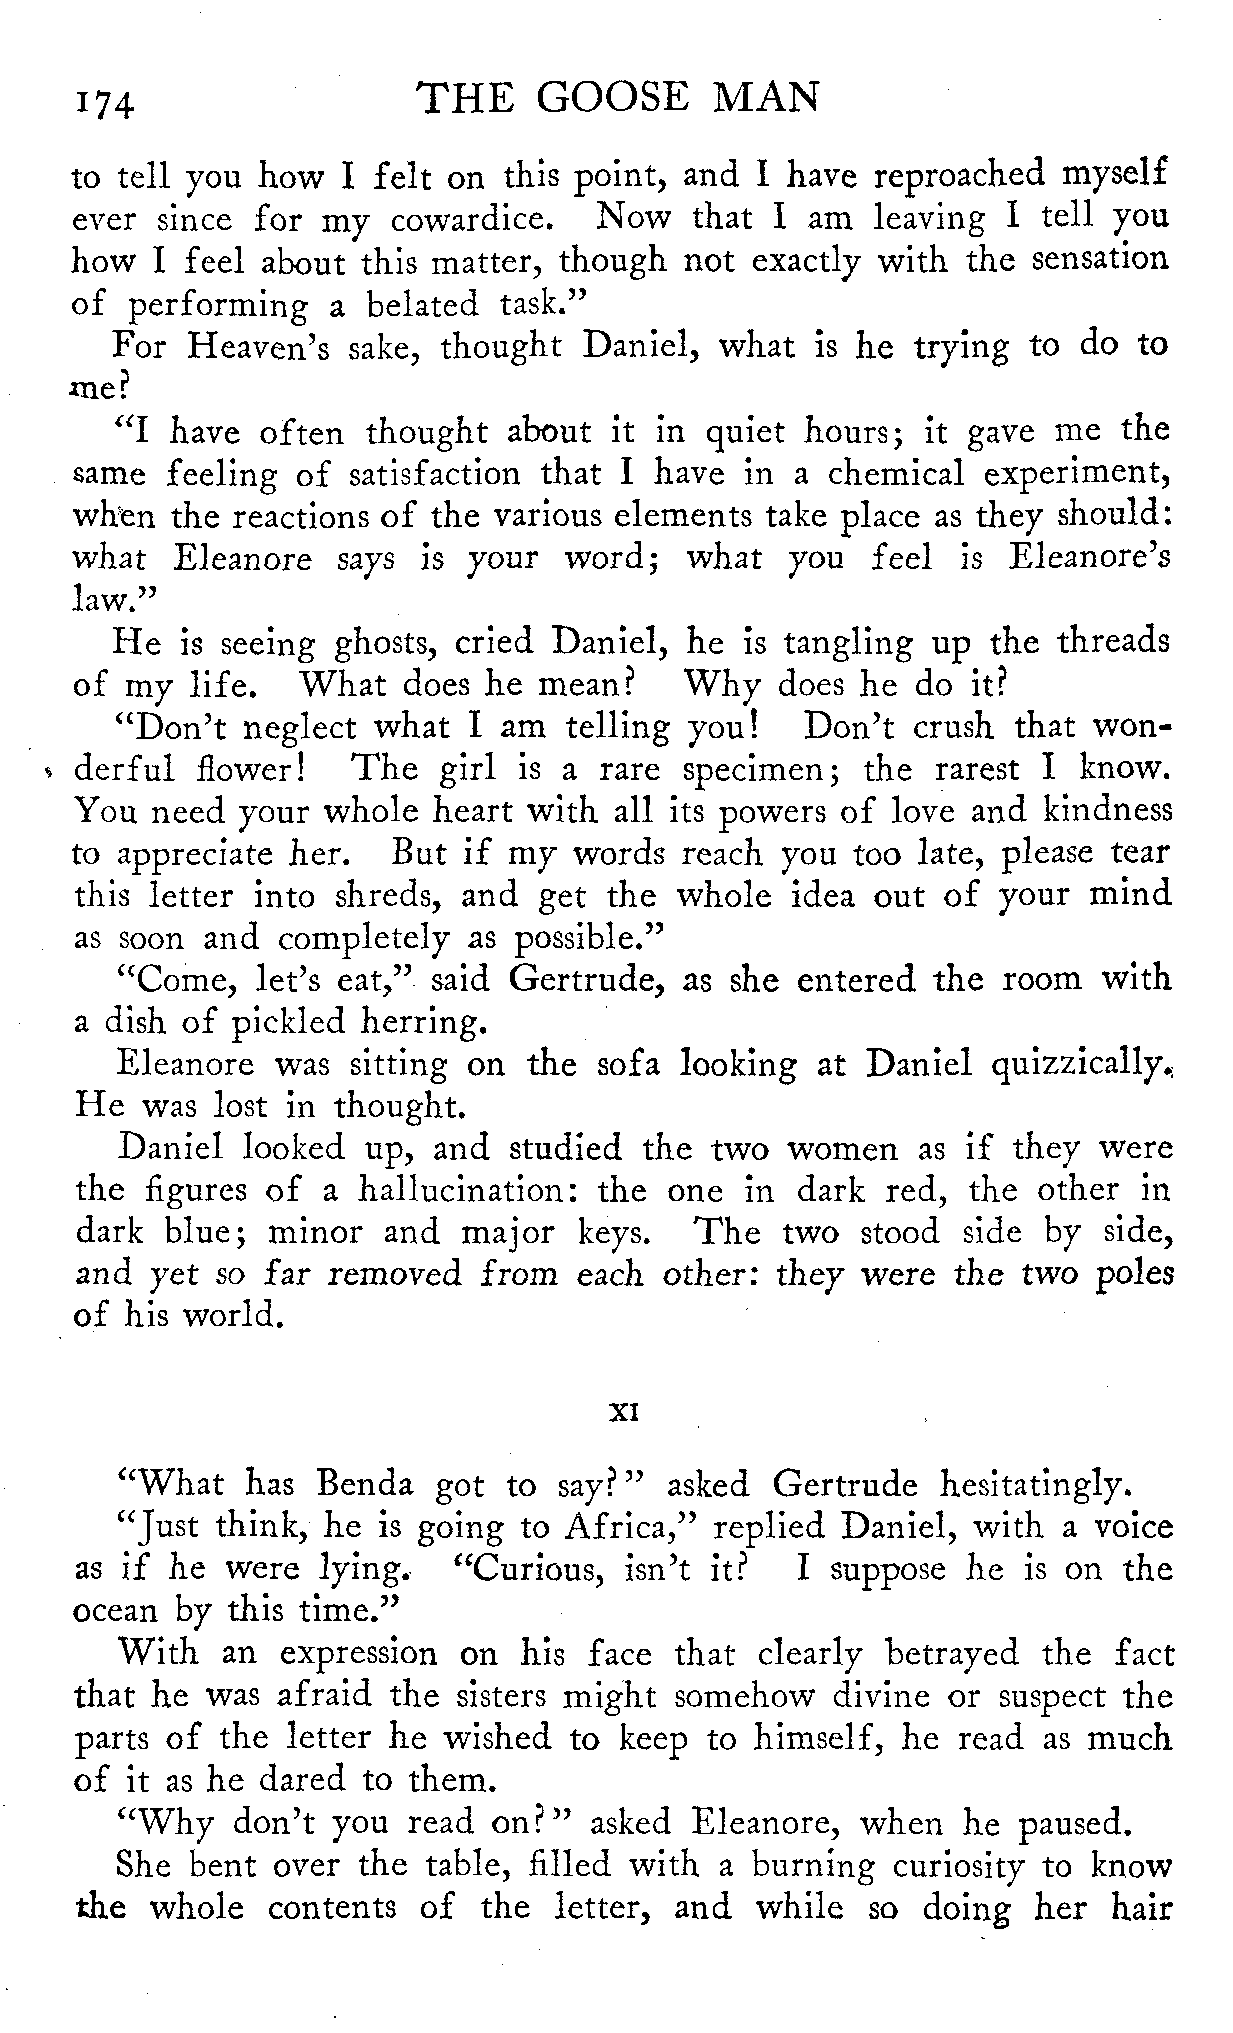 174 THE GOOSE MAN
to tell you how I felt on this point, and I have reproached myself
ever since for my cowardice. Now that I am leaving I tell you
how I feel about this matter, though not exactly with the sensation
of performing a belated task.”
For Heaven’s sake, thought Daniel, what is he trying to do to
me?
“I have often thought about it in quiet hours; it gave me the
same feeling of satisfaction that I have in a chemical experiment,
when the reactions of the various elements take place as they should:
what Eleanore says is your word; what you feel is Eleanore’s
law.”
He is seeing ghosts, cried Daniel, he is tangling up the threads
of my life. What does he mean? Why does he do it?
“Don’t neglect what I am telling you! Don’t crush that won-
derful flower! The girl is a rare specimen; the rarest I know.
You need your whole heart with all its powers of love and kindness
to appreciate her. But if my words reach you too late, please tear
this letter into shreds, and get the whole idea out of your mind
as soon and completely as possible.”
“Come, let’s eat,” said Gertrude, as she entered the room with
a dish of pickled herring.
Eleanore was sitting on the sofa looking at Daniel quizzically.
He was lost in thought.
Daniel looked up, and studied the two women as if they were
the figures of a hallucination: the one in dark red, the other in
dark blue; minor and major keys. The two stood side by side,
and yet so far removed from each other: they were the two poles
of his world.
XI
“What has Benda got to say?” asked Gertrude hesitatingly.
“Just think, he is going to Africa,” replied Daniel, with a voice
as if he were lying. “Curious, isn’t it? I suppose he is on the
ocean by this time.”
With an expression on his face that clearly betrayed the fact
that he was afraid the sisters might somehow divine or suspect the
parts of the letter he wished to keep to himself, he read as much
of it as he dared to them.
“Why don’t you read on?” asked Eleanore, when he paused.
She bent over the table, filled with a burning curiosity to know
the whole contents of the letter, and while so doing her hair